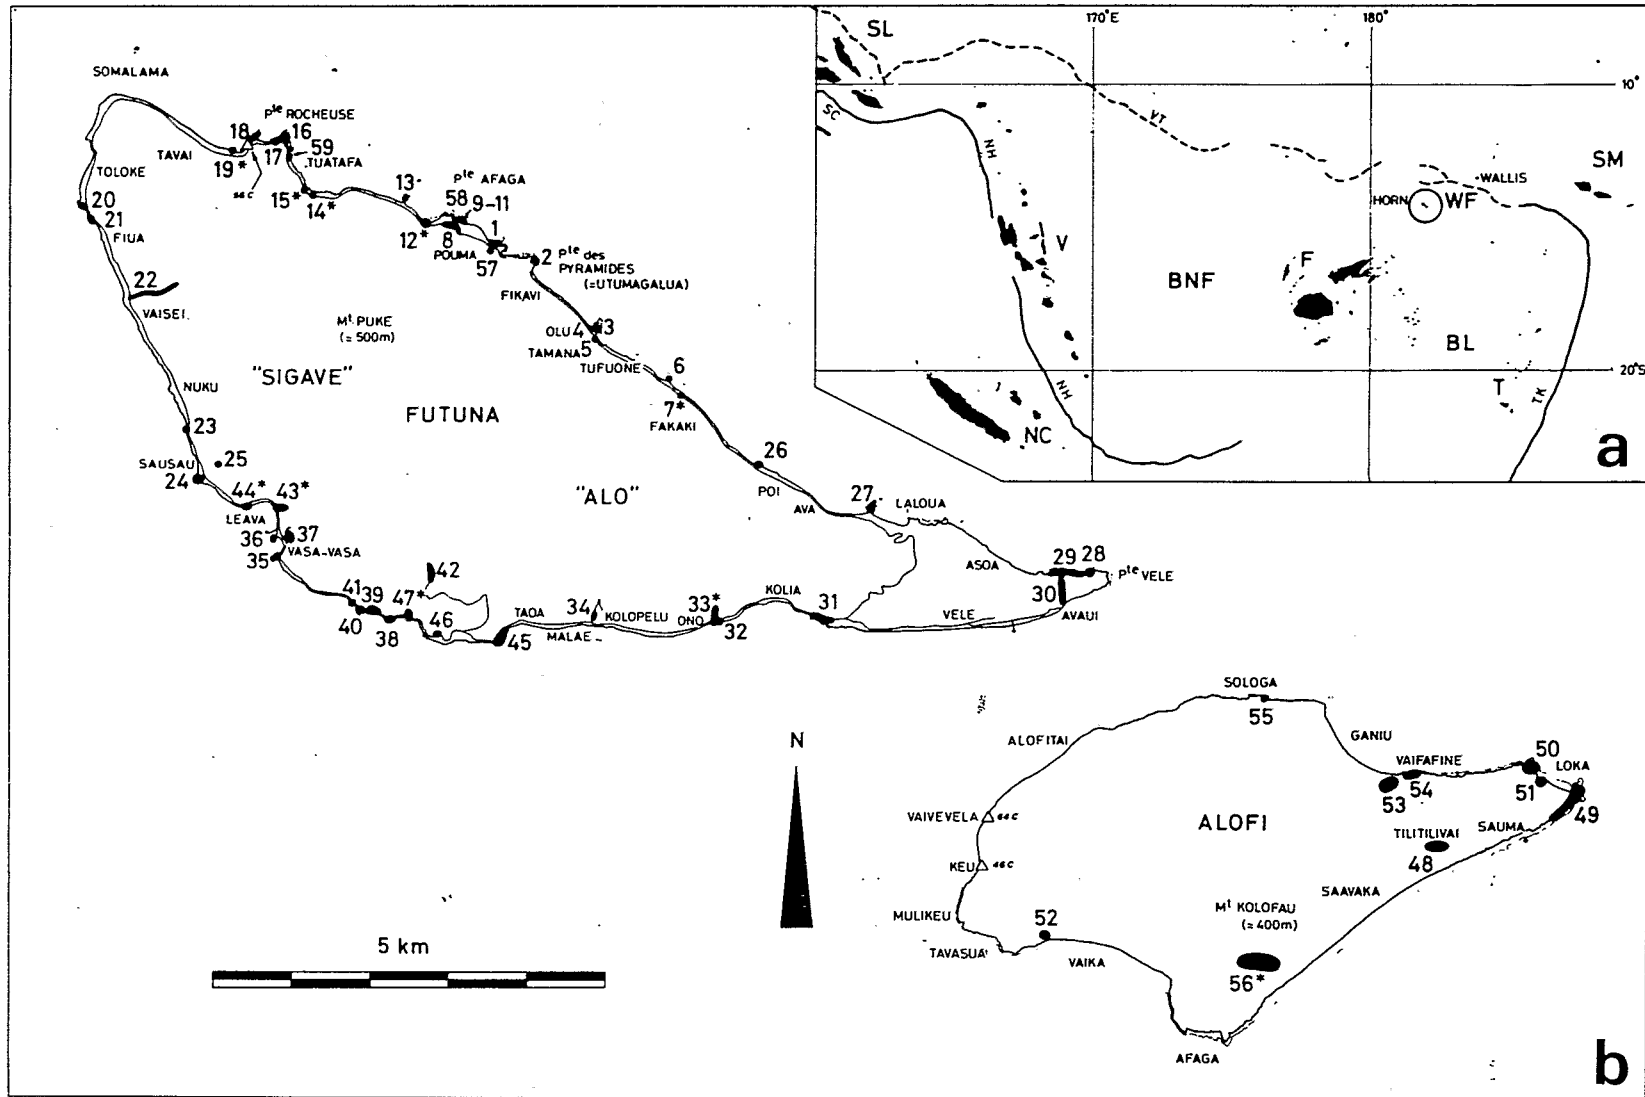 SOMALAMA
Pte ROCHEUSE
18
16
17
59
TAVAI
19*
TUATAFA
TOLOKE
15*
14*
13
Pte AFAGA
58
9-11
20
21
FIUA
12*
8
1
POUMA
57
2
Pte des
PYRAMIDES
(=UTUMAGALUA)
22
VAISEI
FIKAVI
Mt PUKE
(≃ 500m)
OLU
4
3
TAMANA
5
TUFUONE
6
"SIGAVE"
NUKU
7*
FAKAKI
FUTUNA
23
SAUSAU
25
24
26
POI
"ALO"
44*
43*
LEAVA
27
LALOUA
AVA
36
37
VASA-VASA
35
ASOA
29
28
Pte VELE
42
41
39
47*
40
38
46
TAOA
34
KOLOPELU
33*
KOLIA
31
30
45
MALAE
ONO
32
VELE
AVAUI
5 km
N
SOLOGA
55
ALOFITAI
GANIU
50
VAIFAFINE
LOKA
54
53
51
49
VAIVEVELA
64C
ALOFI
TILITILIVAI
SAUMA
48
KEU
46C
SAAVAKA
MULIKEU
Mt KOLOFAU
(≃400m)
52
TAVASUA
VAIKA
56*
AFAGA
b
170°E
180°
SL
10°
SC
NH
VT
SM
WALLIS
HORN
WF
V
F
BNF
BL
20°S
T
TK
NH
NC
a